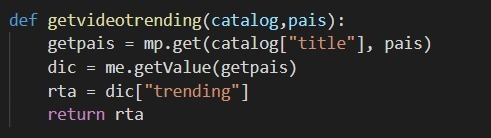 def getvideotrending(catalog,pais):
    getpais = mp.get(catalog["title"], pais)
    dic = me.getValue(getpais)
    rta = dic["trending"]
    return rta